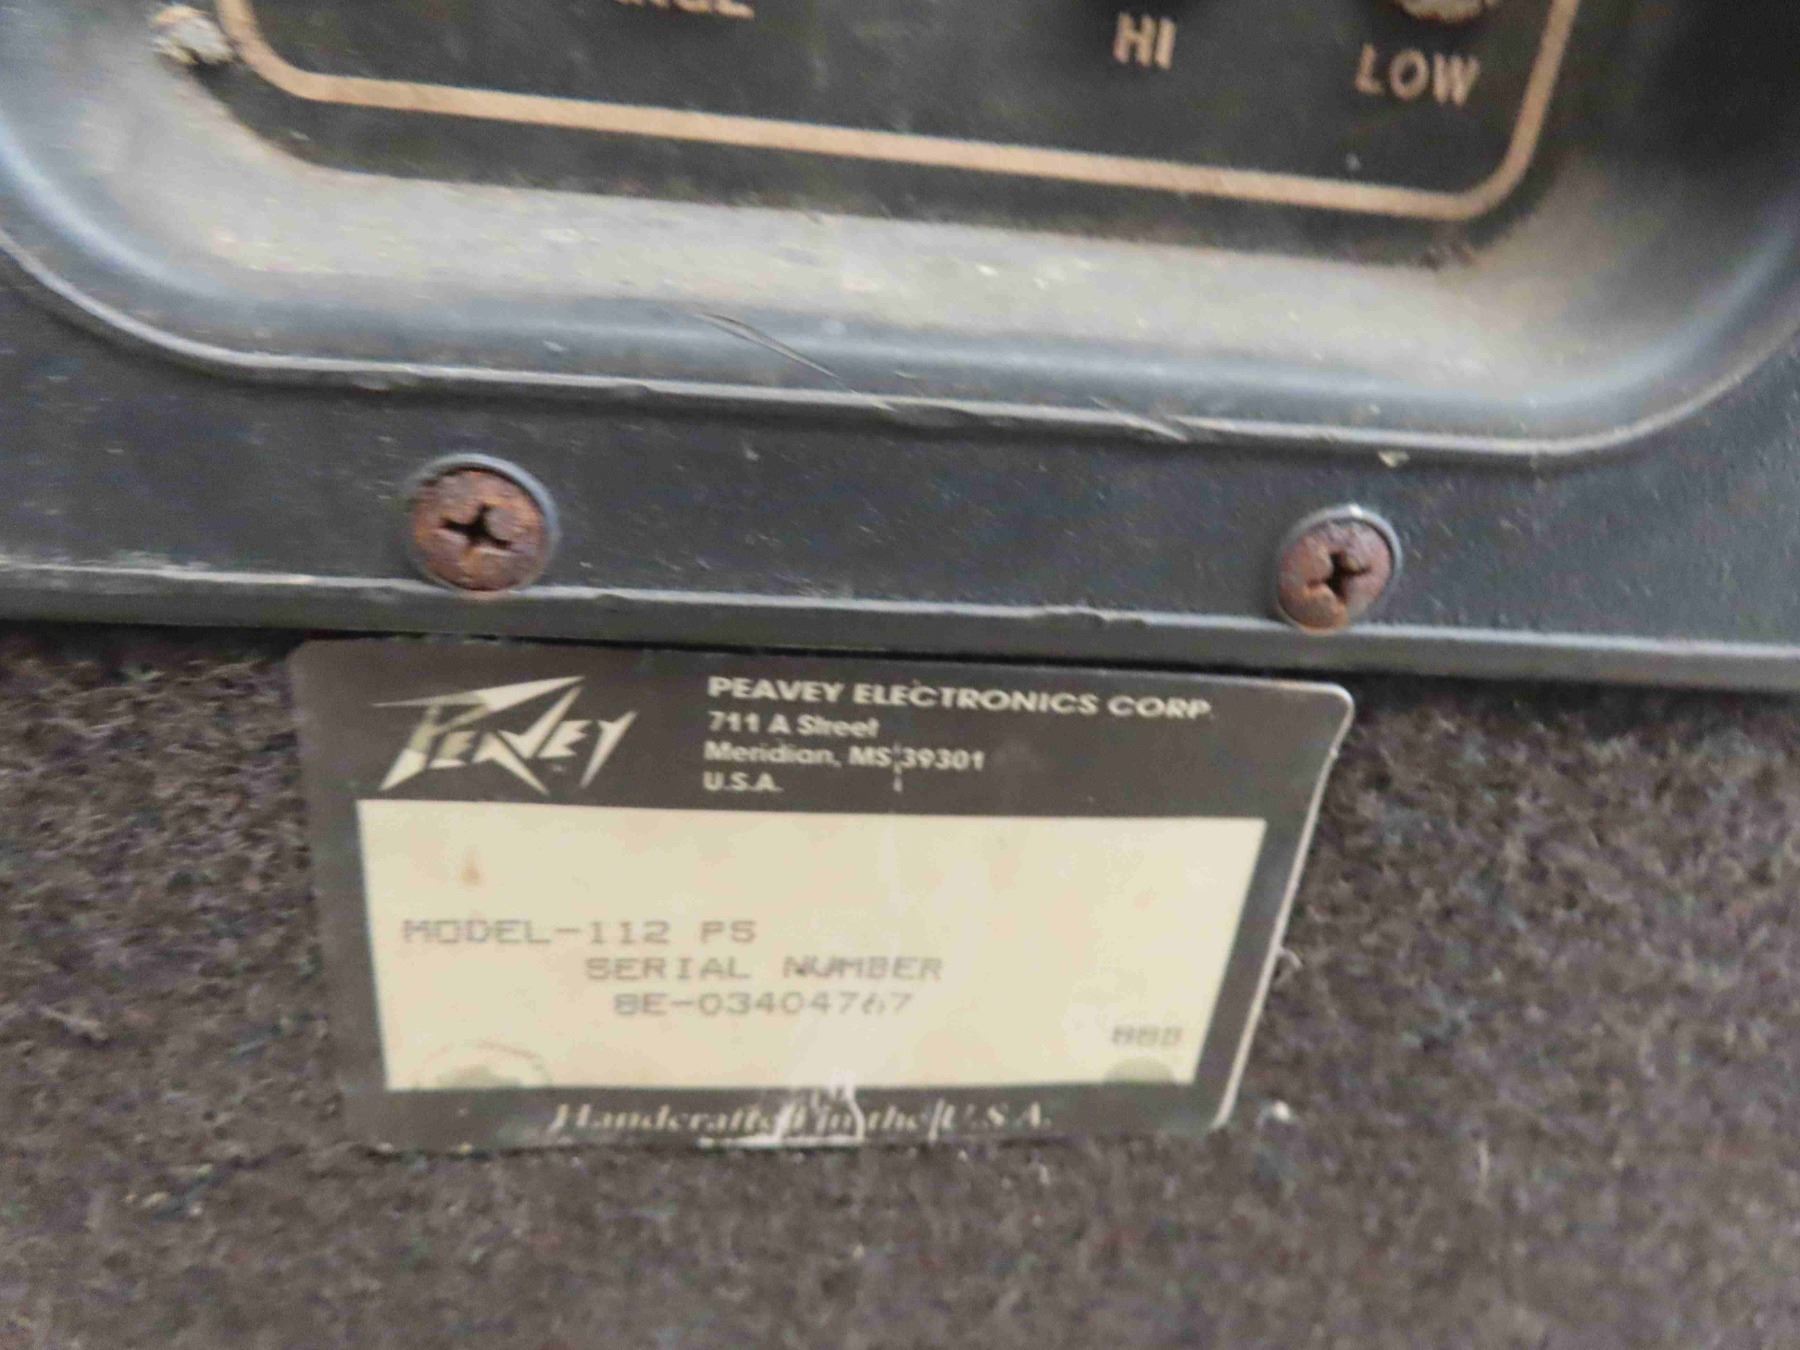 HI
LOW
PEAVEY
PEAVEY ELECTRONICS CORP.
711 A Street
Meridian, MS 39301
U.S.A.
MODEL-112 PS
SERIAL NUMBER
8E-03404767
Handcrafted in the U.S.A.